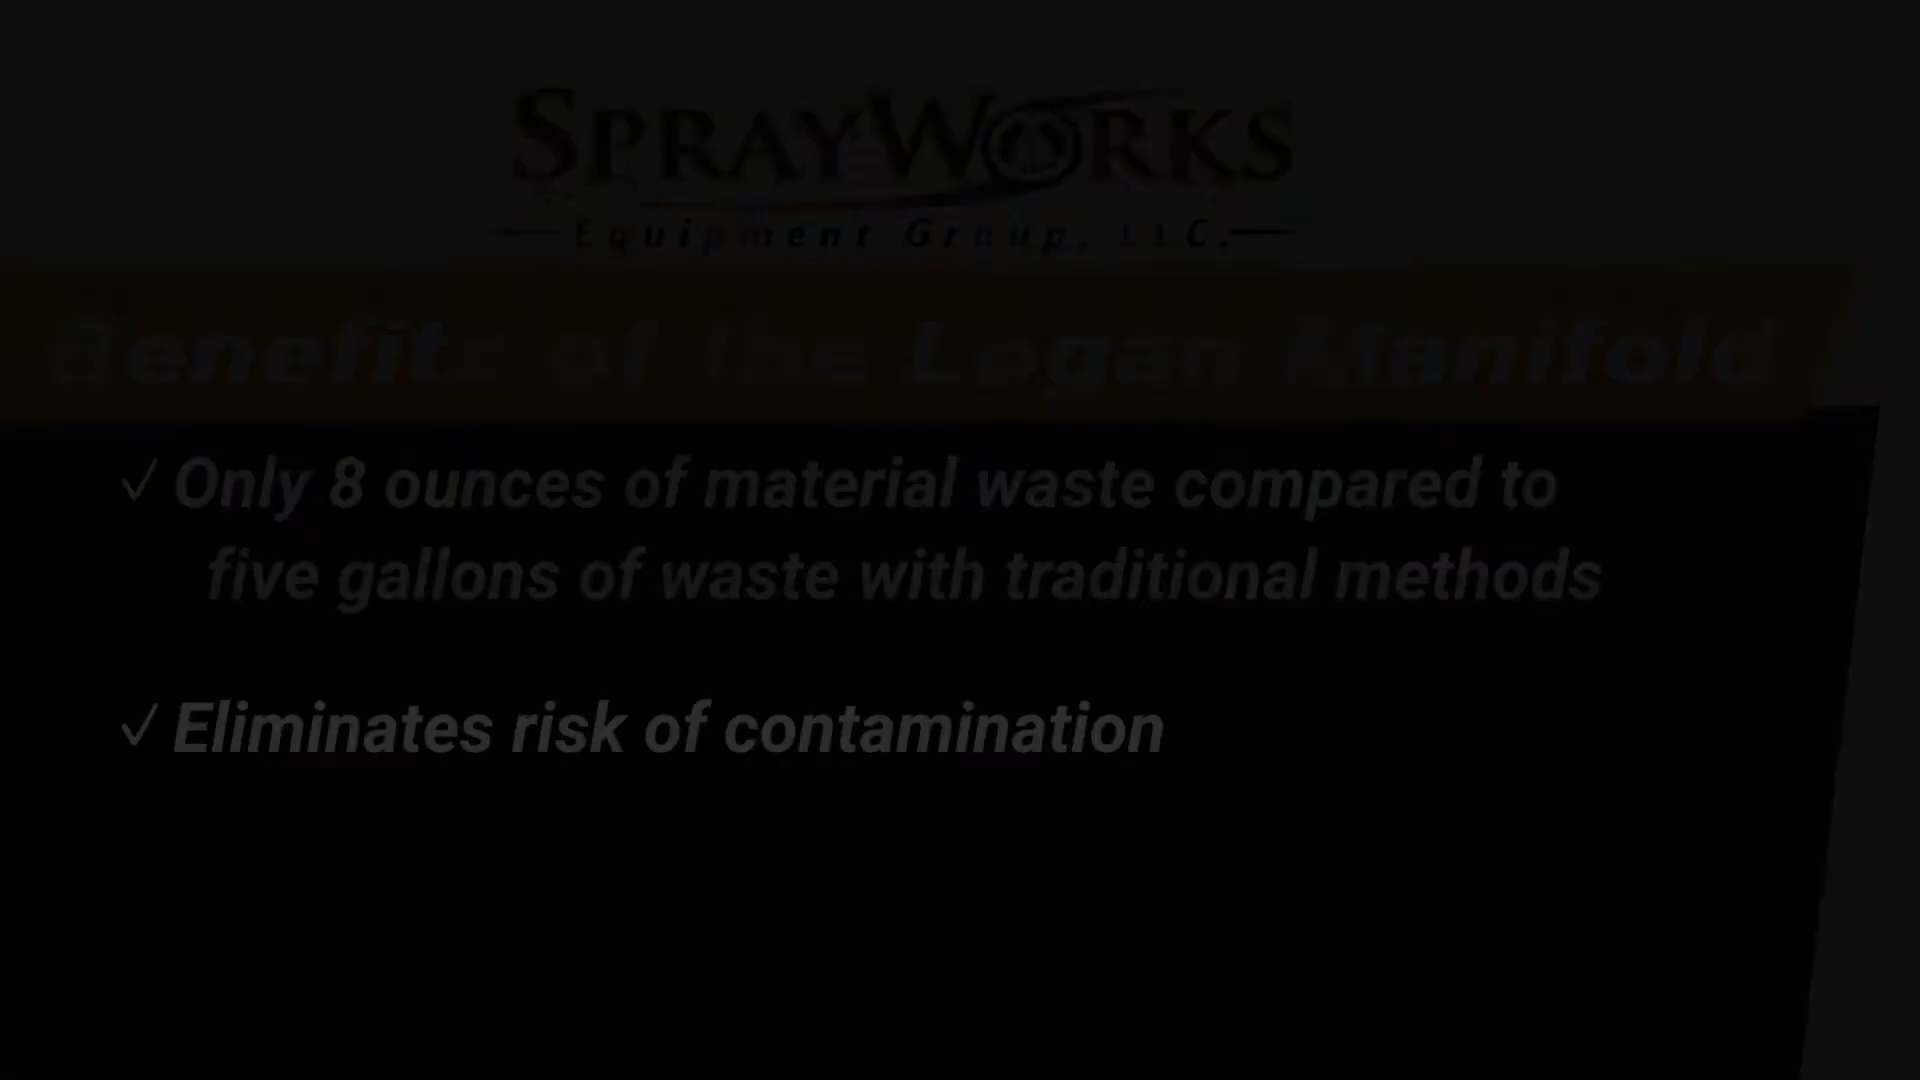 SPRAYWORKS
Equipment Group, LLC.
Benefits of the Logan Manifold
✓ Only 8 ounces of material waste compared to
five gallons of waste with traditional methods
✓ Eliminates risk of contamination